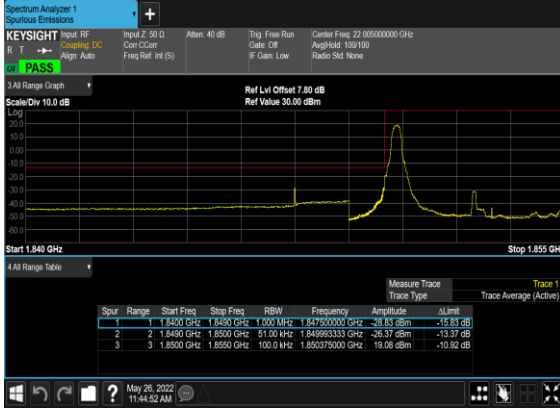 Spectrum Analyzer 1
Spurious Emissions
+
KEYSIGHT Input: RF Input Z: 50 Ω Atten: 40 dB Trig: Free Run Center Freq: 22.005000000 GHz
R T Coupling: DC Corr CCorr Gate: Off Avg|Hold: 100/100
Align: Auto Freq Ref: Int (S) IF Gain: Low Radio Std: None
LXI PASS
3 All Range Graph Ref Lvl Offset 7.80 dB
Scale/Div 10.0 dB Ref Value 30.00 dBm
Log
20.0
10.0
0.00
-10.0
-20.0
-30.0
-40.0
-50.0
-60.0
Start 1.840 GHz Stop 1.855 GH
4 All Range Table
Measure Trace Trace 1
Trace Type Trace Average (Active)
Spur Range Start Freq Stop Freq RBW Frequency Amplitude ΔLimit
1 1 1.8400 GHz 1.8490 GHz 1.000 MHz 1.847500000 GHz -28.83 dBm -15.83 dB
2 2 1.8490 GHz 1.8500 GHz 51.00 kHz 1.849993333 GHz -26.37 dBm -13.37 dB
3 3 1.8500 GHz 1.8550 GHz 100.0 kHz 1.850375000 GHz 19.08 dBm -10.92 dB
? May 26, 2022
11:44:52 AM